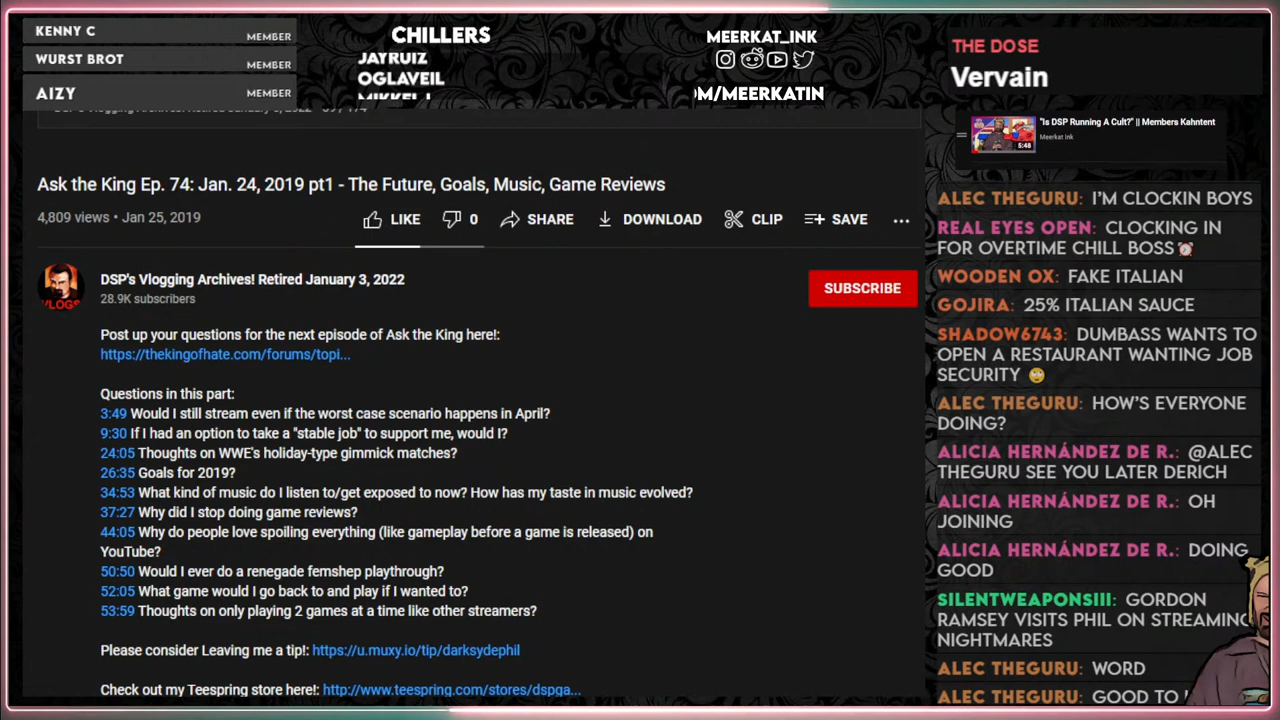 KENNY C
MEMBER
WURST BROT
MEMBER
AIZY
MEMBER
CHILLERS
JAYRUIZ
OGLAVEIL
MEERKAT_INK
OM/MEERKATIN
THE DOSE
Vervain
"Is DSP Running A Cult?" || Members Kahntent
Meerkat Ink
5:48
Ask the King Ep. 74: Jan. 24, 2019 pt1 - The Future, Goals, Music, Game Reviews
4,809 views • Jan 25, 2019
LIKE
0
SHARE
DOWNLOAD
CLIP
SAVE
DSP's Vlogging Archives! Retired January 3, 2022
28.9K subscribers
VLOGS
SUBSCRIBE
Post up your questions for the next episode of Ask the King here!:
https://thekingofhate.com/forums/topi...
Questions in this part:
3:49 Would I still stream even if the worst case scenario happens in April?
9:30 If I had an option to take a "stable job" to support me, would I?
24:05 Thoughts on WWE's holiday-type gimmick matches?
26:35 Goals for 2019?
34:53 What kind of music do I listen to/get exposed to now? How has my taste in music evolved?
37:27 Why did I stop doing game reviews?
44:05 Why do people love spoiling everything (like gameplay before a game is released) on
YouTube?
50:50 Would I ever do a renegade femshep playthrough?
52:05 What game would I go back to and play if I wanted to?
53:59 Thoughts on only playing 2 games at a time like other streamers?
Please consider Leaving me a tip!: https://u.muxy.io/tip/darksydephil
Check out my Teespring store here!: http://www.teespring.com/stores/dspga...
ALEC THEGURU: I'M CLOCKIN BOYS
REAL EYES OPEN: CLOCKING IN
FOR OVERTIME CHILL BOSS⏰
WOODEN OX: FAKE ITALIAN
GOJIRA: 25% ITALIAN SAUCE
SHADOW6743: DUMBASS WANTS TO
OPEN A RESTAURANT WANTING JOB
SECURITY 🙄
ALEC THEGURU: HOW'S EVERYONE
DOING?
ALICIA HERNÁNDEZ DE R.: @ALEC
THEGURU SEE YOU LATER DERICH
ALICIA HERNÁNDEZ DE R.: OH
JOINING
ALICIA HERNÁNDEZ DE R.: DOING
GOOD
SILENTWEAPONSIII: GORDON
RAMSEY VISITS PHIL ON STREAMING
NIGHTMARES
ALEC THEGURU: WORD
ALEC THEGURU: GOOD TO